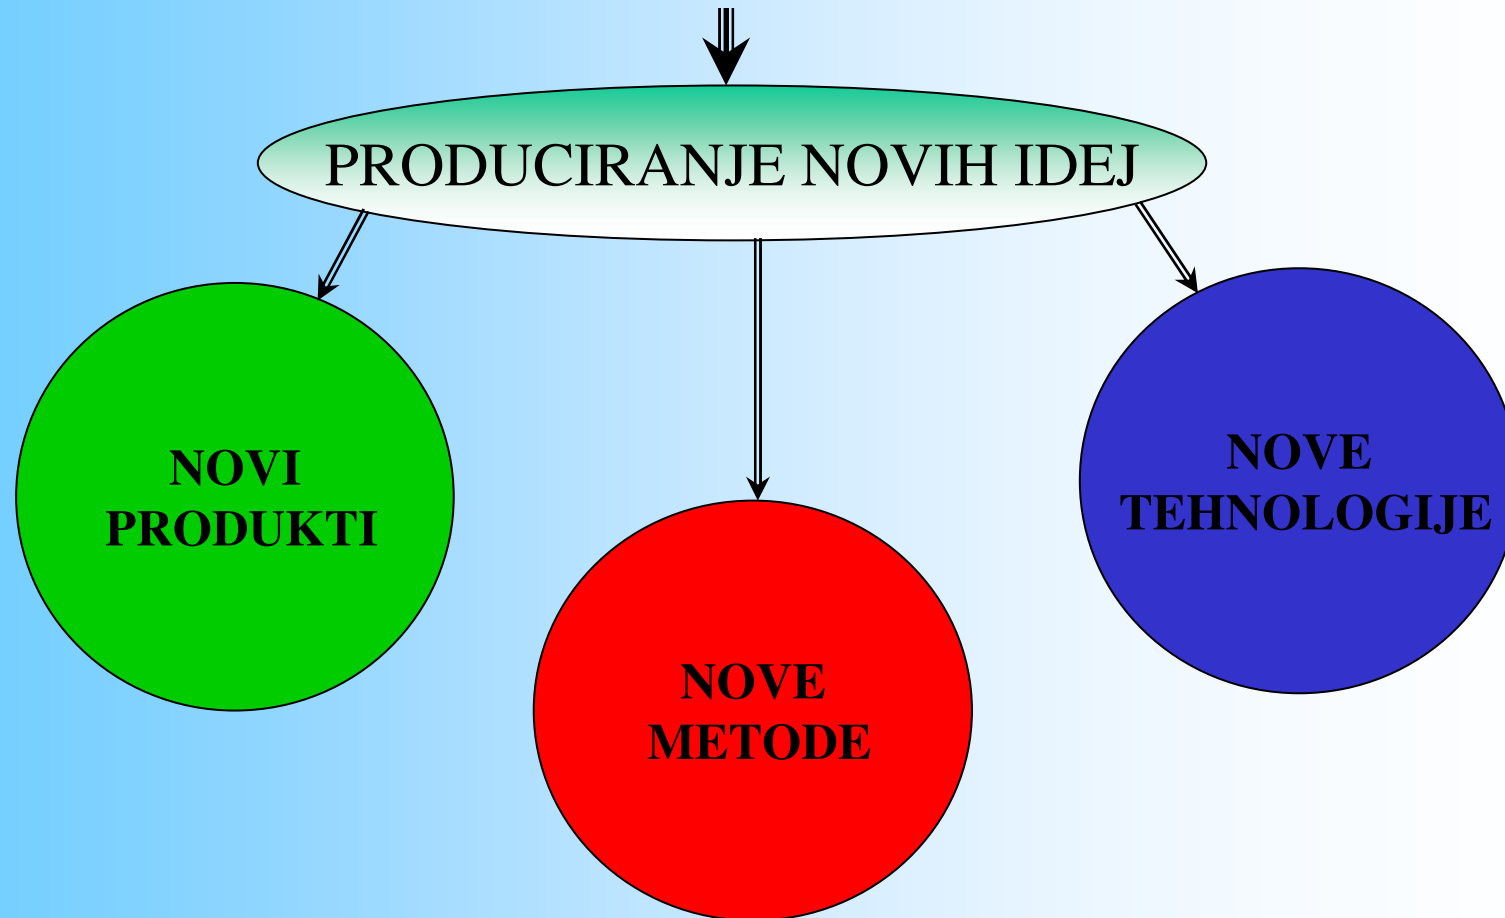 PRODUCIRANJE NOVIH IDEJ
NOVI
PRODUKTI
NOVE
METODE
NOVE
TEHNOLOGIJE